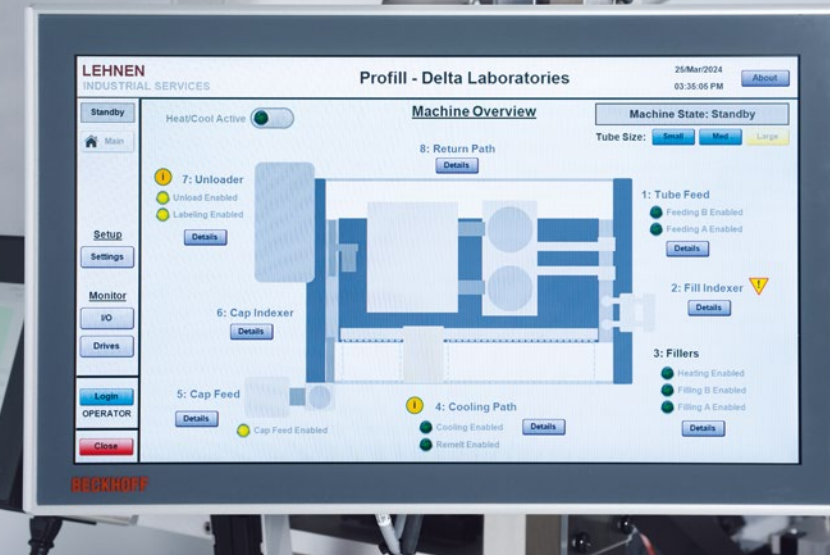 LEHNEN
INDUSTRIAL SERVICES
Profill - Delta Laboratories
25/Mar/2024
03:35:05 PM
About
Standby
Main
Setup
Settings
Monitor
I/O
Drives
Login
OPERATOR
Close
Heat/Cool Active
Machine Overview
Machine State: Standby
Tube Size: Small Med Large
8: Return Path
Details
7: Unloader
Unload Enabled
Labeling Enabled
Details
1: Tube Feed
Feeding B Enabled
Feeding A Enabled
Details
2: Fill Indexer
Details
6: Cap Indexer
Details
3: Fillers
Heating Enabled
Filling B Enabled
Filling A Enabled
Details
5: Cap Feed
Details
Cap Feed Enabled
4: Cooling Path
Cooling Enabled
Remelt Enabled
Details
BECKHOFF